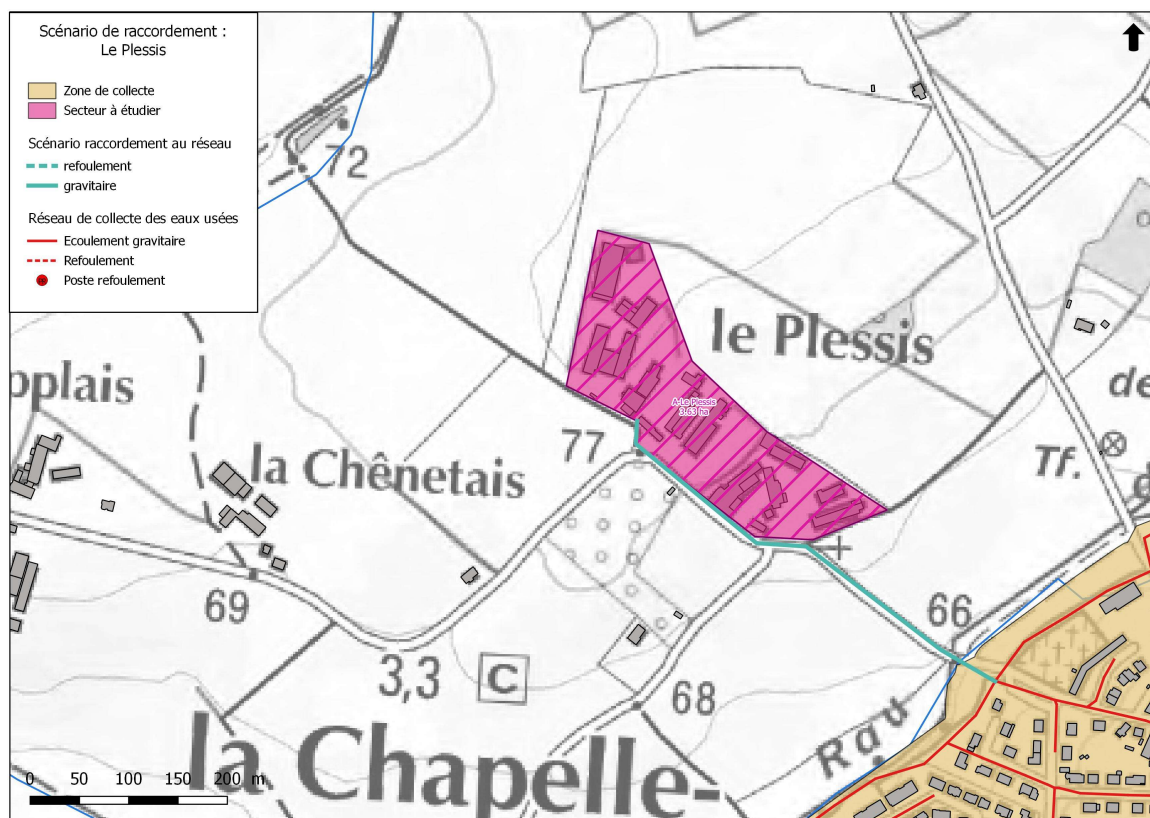 Scénario de raccordement :
Le Plessis
Zone de collecte
Secteur à étudier
Scénario raccordement au réseau
refoulement
gravitaire
Réseau de collecte des eaux usées
Ecoulement gravitaire
Refoulement
Poste refoulement
72
le Plessis
pplais
de
A-Le Plessis
3.63 ha
77
la Chênetais
Tf.
69
66
3,3
C
68
Rau
la Chapelle-
0 50 100 150 200 m